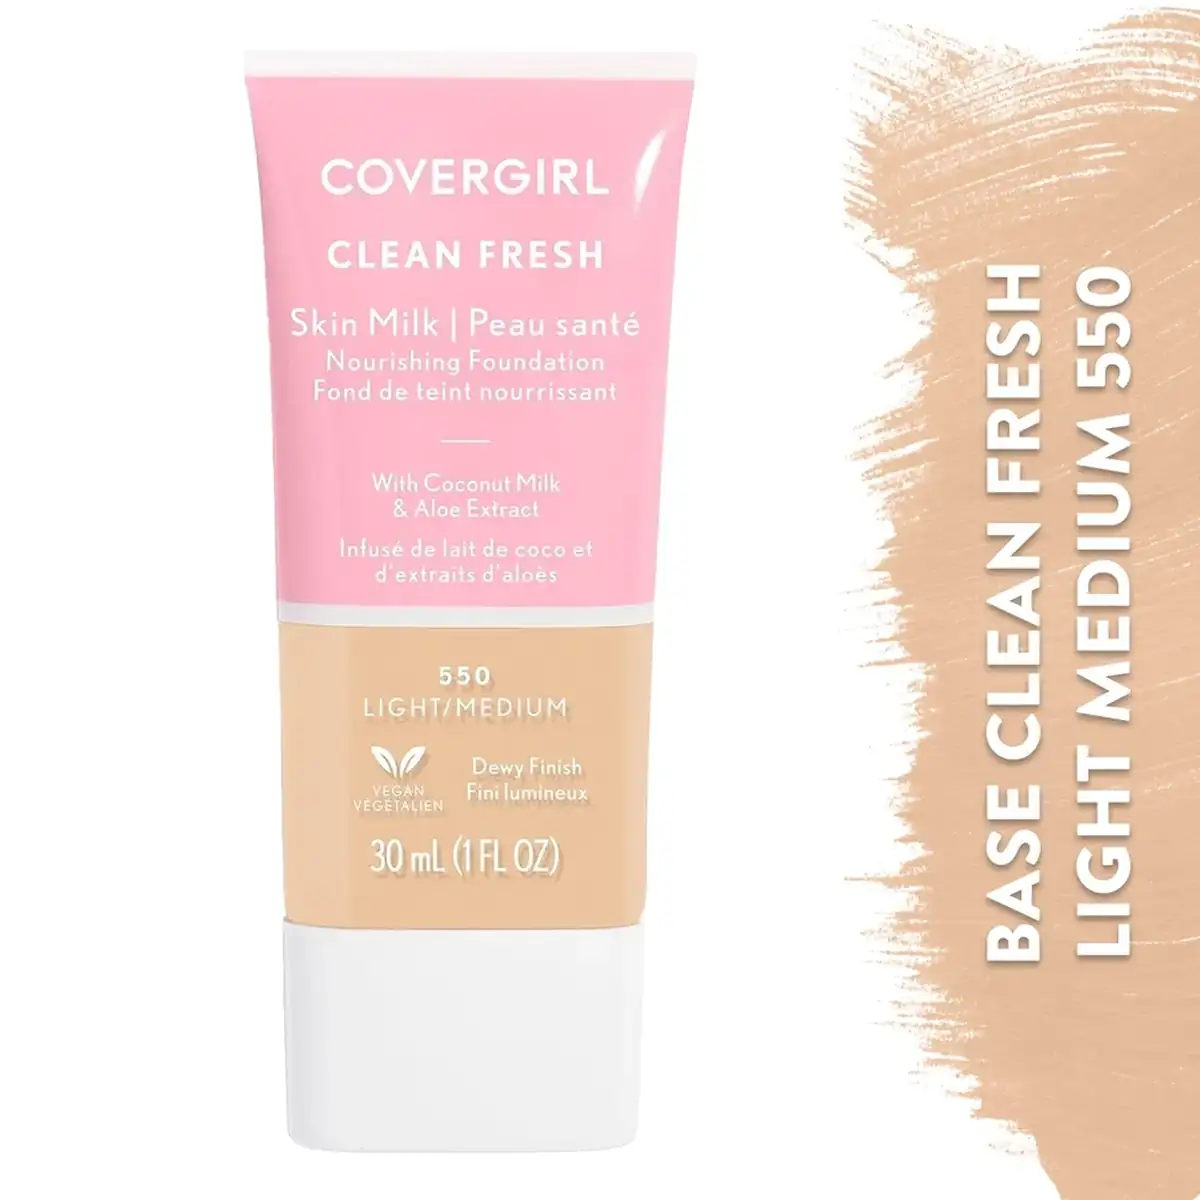 COVERGIRL
CLEAN FRESH
Skin Milk | Peau santé
Nourishing Foundation
Fond de teint nourrissant
With Coconut Milk
& Aloe Extract
Infusé de lait de coco et
d'extraits d'aloès
550
LIGHT/MEDIUM
VEGAN
VÉGÉTALIEN
Dewy Finish
Fini lumineux
30 mL (1 FL OZ)
BASE CLEAN FRESH
LIGHT MEDIUM 550